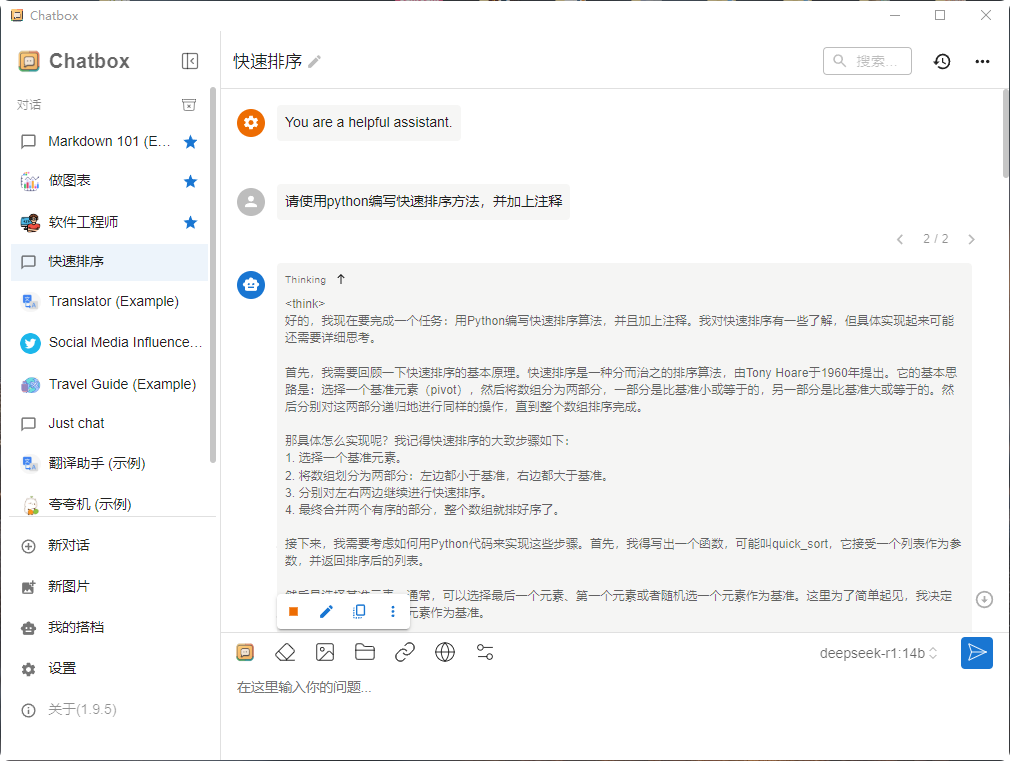 Chatbox
Chatbox
对话
Markdown 101 (E...
做图表
软件工程师
快速排序
Translator (Example)
Social Media Influence...
Travel Guide (Example)
Just chat
翻译助手 (示例)
夸夸机 (示例)
新对话
新图片
我的搭档
设置
关于(1.9.5)
快速排序
搜索...
You are a helpful assistant.
请使用python编写快速排序方法，并加上注释
2 / 2
Thinking
<think>
好的，我现在要完成一个任务：用Python编写快速排序算法，并且加上注释。我对快速排序有一些了解，但具体实现起来可能
还需要详细思考。
首先，我需要回顾一下快速排序的基本原理。快速排序是一种分而治之的排序算法，由Tony Hoare于1960年提出。它的基本思
路是：选择一个基准元素（pivot），然后将数组分为两部分，一部分是比基准小或等于的，另一部分是比基准大或等于的。然
后分别对这两部分递归地进行同样的操作，直到整个数组排序完成。
那具体怎么实现呢？我记得快速排序的大致步骤如下：
1. 选择一个基准元素。
2. 将数组划分为两部分：左边都小于基准，右边都大于基准。
3. 分别对左右两边继续进行快速排序。
4. 最终合并两个有序的部分，整个数组就排好序了。
接下来，我需要考虑如何用Python代码来实现这些步骤。首先，我得写出一个函数，可能叫quick_sort，它接受一个列表作为参
数，并返回排序后的列表。
然后是选择基准元素。通常，可以选择最后一个元素、第一个元素或者随机选一个元素作为基准。这里为了简单起见，我决定
元素作为基准。
deepseek-r1:14b
在这里输入你的问题...